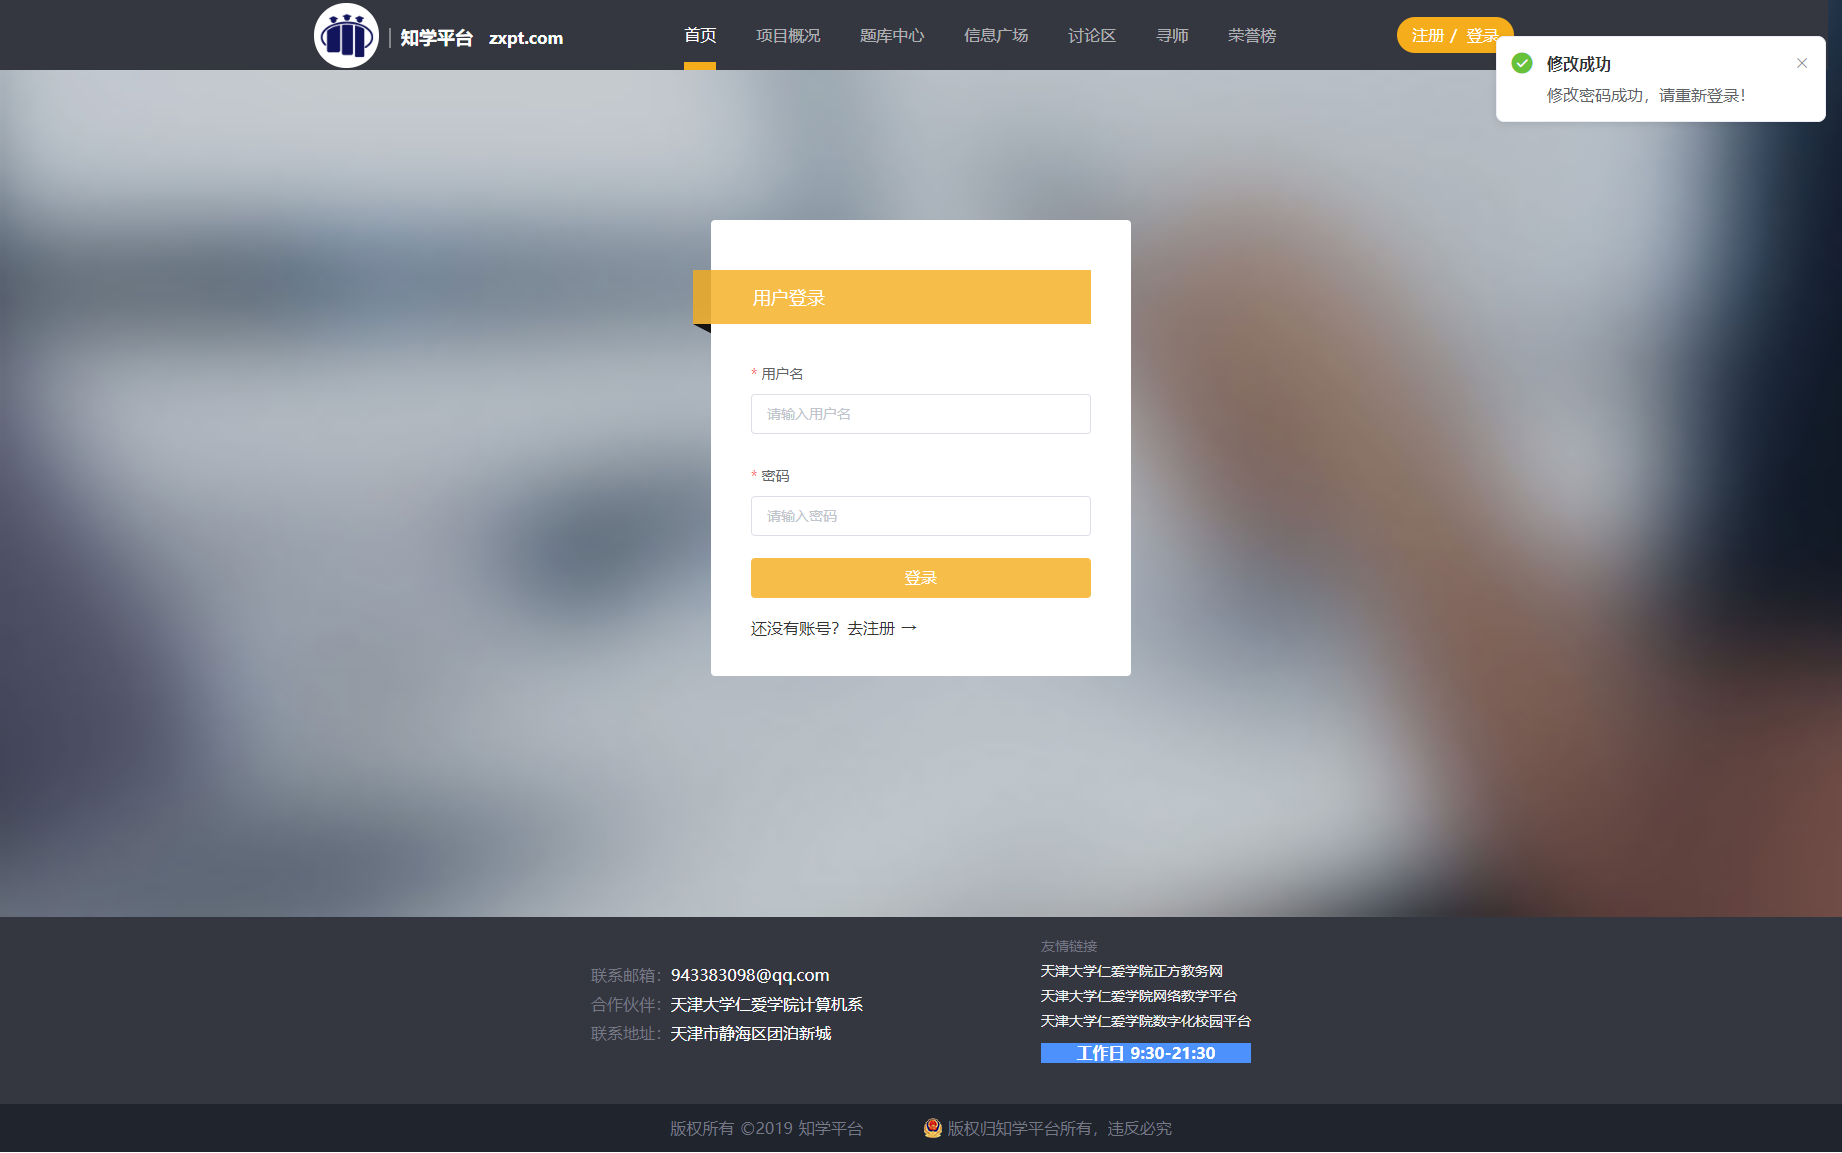 知学平台 zxpt.com
首页 项目概况 题库中心 信息广场 讨论区 寻师 荣誉榜
注册 / 登录
修改成功
修改密码成功，请重新登录！
用户登录
* 用户名
请输入用户名
* 密码
请输入密码
登录
还没有账号？去注册 →
联系邮箱：943383098@qq.com
合作伙伴：天津大学仁爱学院计算机系
联系地址：天津市静海区团泊新城
友情链接
天津大学仁爱学院正方教务网
天津大学仁爱学院网络教学平台
天津大学仁爱学院数字化校园平台
工作日 9:30-21:30
版权所有 ©2019 知学平台 版权归知学平台所有，违反必究